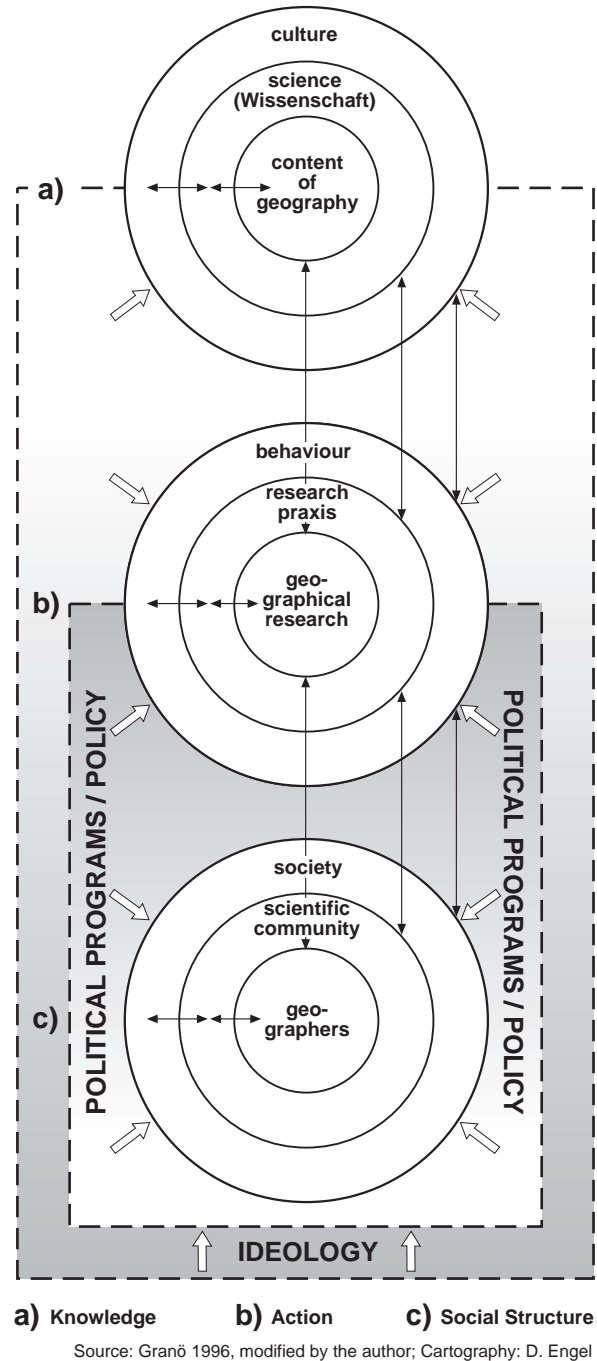 culture
science
(Wissenschaft)
content
of
geography
a)
behaviour
research
praxis
geo-
graphical
research
b)
POLITICAL PROGRAMS / POLICY
POLITICAL PROGRAMS / POLICY
society
scientific
community
geo-
graphers
c)
IDEOLOGY
a) Knowledge b) Action c) Social Structure
Source: Granö 1996, modified by the author; Cartography: D. Engel